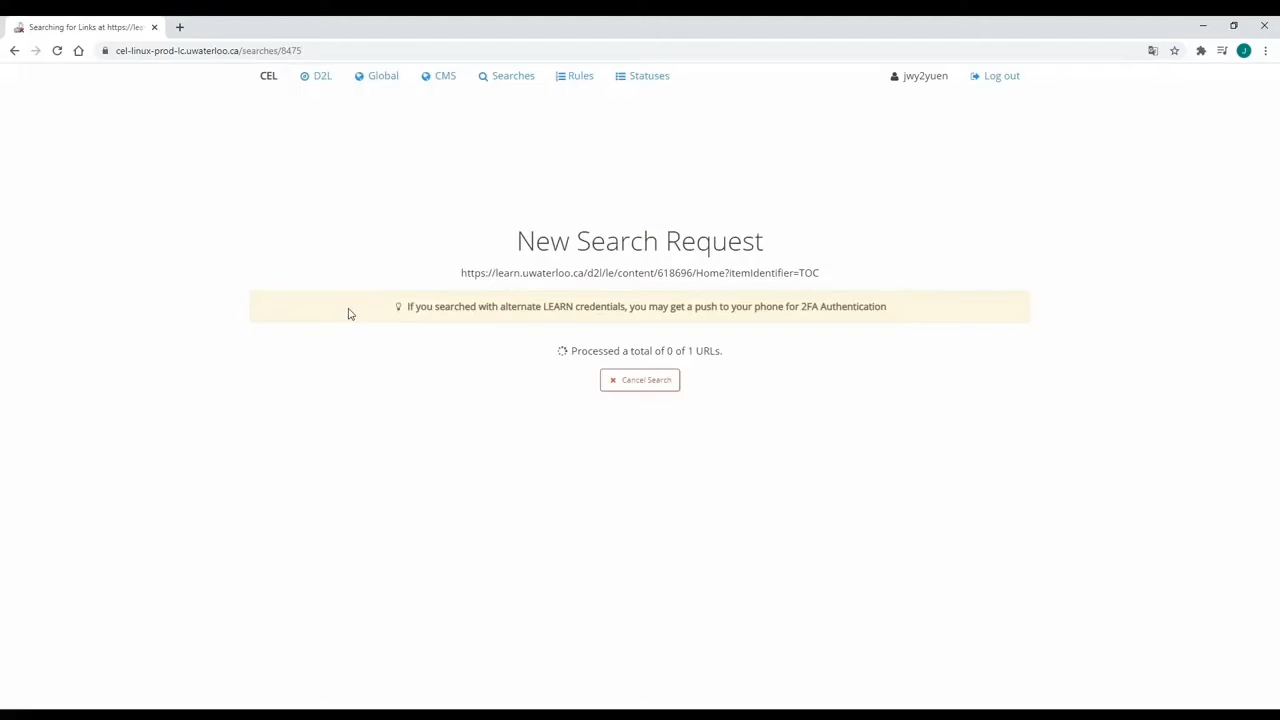 Searching for Links at https://lea
cel-linux-prod-lc.uwaterloo.ca/searches/8475
J
CEL D2L Global CMS Searches Rules Statuses jwy2yuen Log out
New Search Request
https://learn.uwaterloo.ca/d2l/le/content/618696/Home?itemIdentifier=TOC
If you searched with alternate LEARN credentials, you may get a push to your phone for 2FA Authentication
Processed a total of 0 of 1 URLs.
Cancel Search